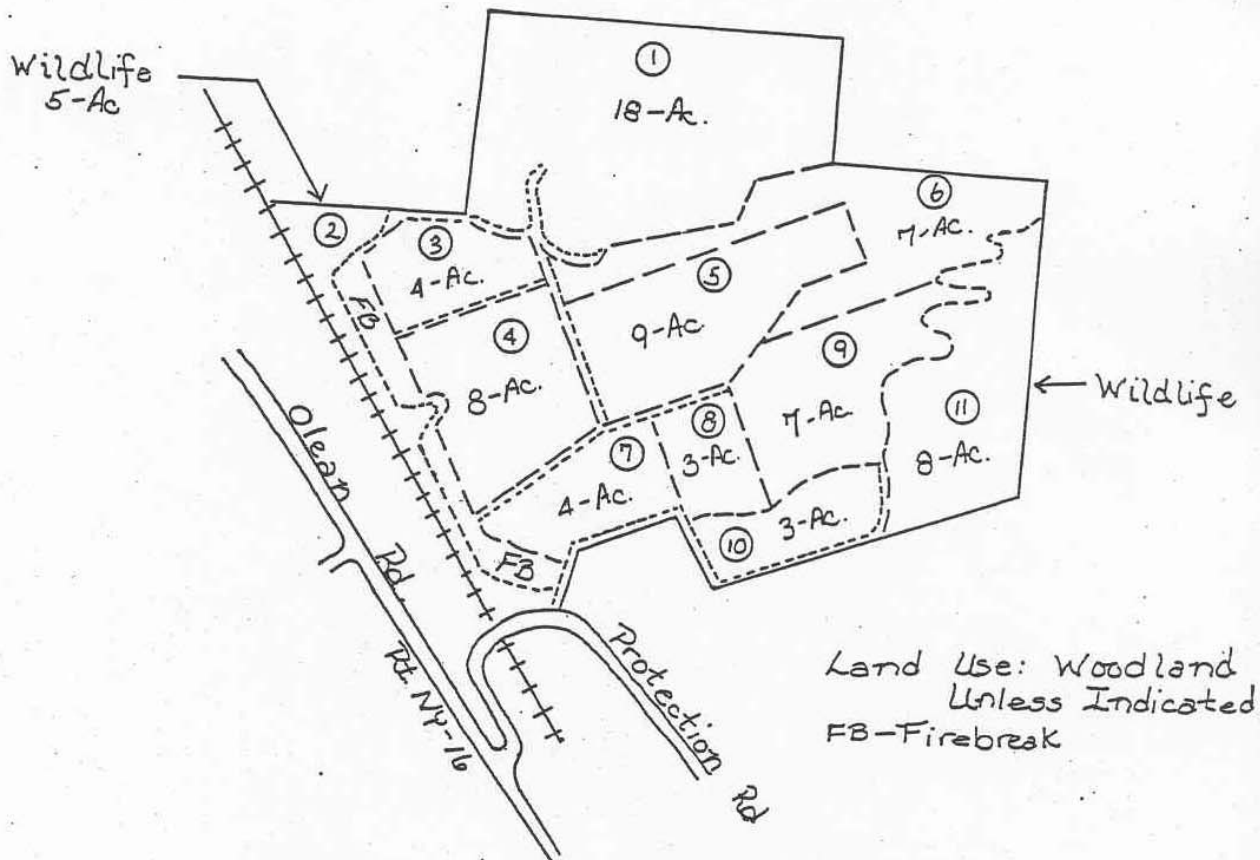 Wildlife
5-Ac
①
18-Ac.
②
③
4-Ac.
FB
④
8-Ac.
⑤
9-Ac.
⑥
7-Ac.
⑦
4-Ac.
⑧
3-Ac.
⑨
7-Ac
⑩
3-Ac.
⑪
8-Ac.
Wildlife
FB
Olean Rd.
Rt. NY-16
Protection Rd
Land Use: Woodland
Unless Indicated
FB-Firebreak